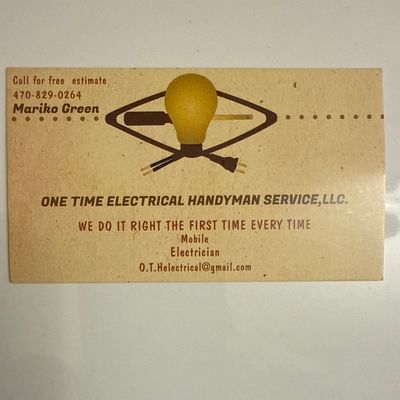 Call for free estimate
470-829-0264
Mariko Green
ONE TIME ELECTRICAL HANDYMAN SERVICE,LLC.
WE DO IT RIGHT THE FIRST TIME EVERY TIME
Mobile
Electrician
O.T.Helectrical@gmail.com